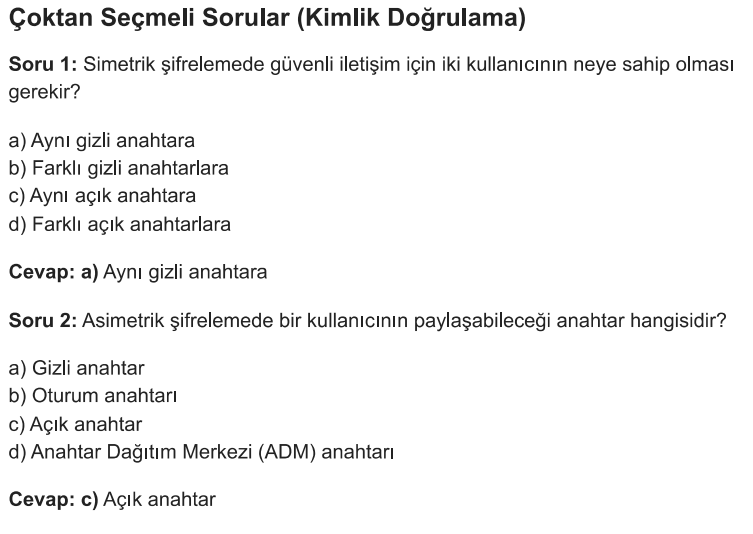 Çoktan Seçmeli Sorular (Kimlik Doğrulama)
Soru 1: Simetrik şifrelemede güvenli iletişim için iki kullanıcının neye sahip olması
gerekir?
a) Aynı gizli anahtara
b) Farklı gizli anahtarlara
c) Aynı açık anahtara
d) Farklı açık anahtarlara
Cevap: a) Aynı gizli anahtara
Soru 2: Asimetrik şifrelemede bir kullanıcının paylaşabileceği anahtar hangisidir?
a) Gizli anahtar
b) Oturum anahtarı
c) Açık anahtar
d) Anahtar Dağıtım Merkezi (ADM) anahtarı
Cevap: c) Açık anahtar